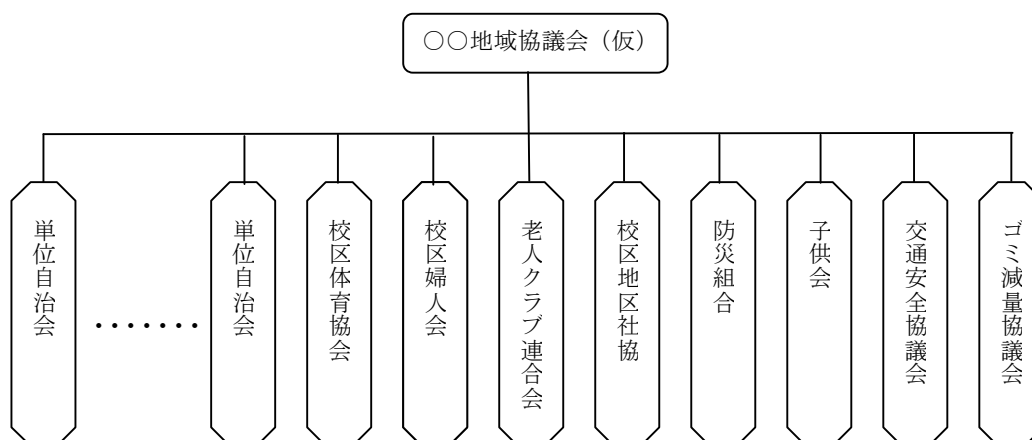 〇〇地域協議会（仮）
単位自治会
・・・・・・・
単位自治会
校区体育協会
校区婦人会
老人クラブ連合会
校区地区社協
防災組合
子供会
交通安全協議会
ゴミ減量協議会